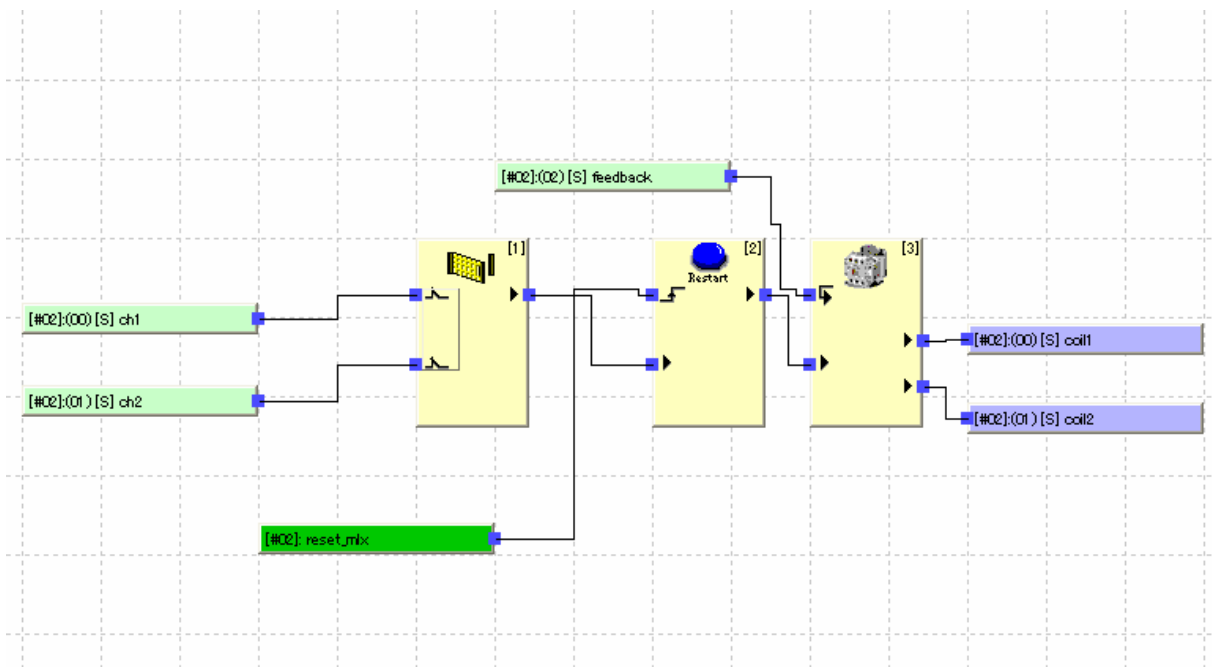 [#02]:(02) [S] feedback
[1]
[2]
[3]
Restart
[#02]:(00) [S] ch1
[#02]:(00) [S] coil1
[#02]:(01) [S] ch2
[#02]:(01) [S] coil2
[#02]: reset_mlx